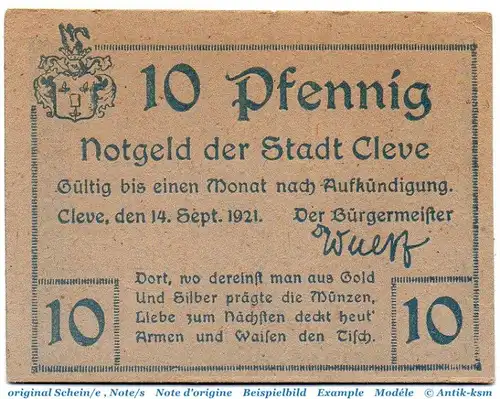 10 Pfennig
Notgeld der Stadt Cleve
Gültig bis einen Monat nach Aufkündigung.
Cleve, den 14. Sept. 1921. Der Bürgermeister
Dort, wo dereinst man aus Gold
Und Silber prägte die Münzen,
Liebe zum Nächsten deckt heut'
Armen und Waisen den Tisch.
10 10
original Schein/e , Note/s Note d'origine Beispielbild Example Modéle © Antik-ksm